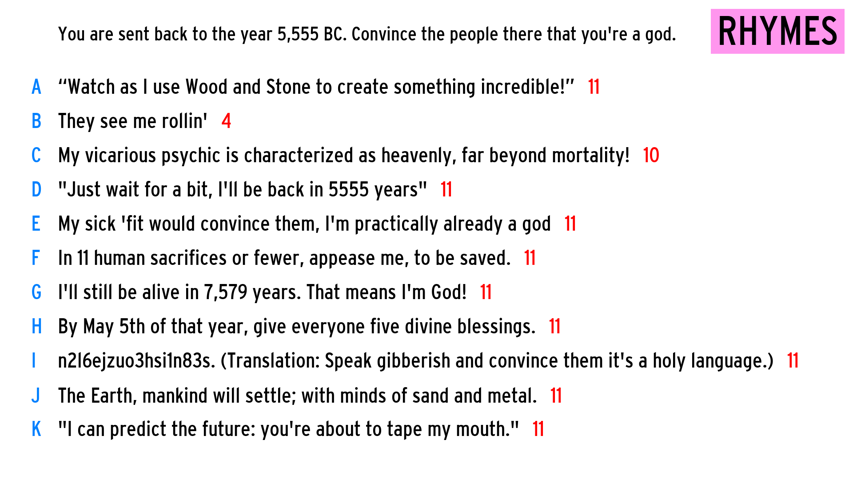 You are sent back to the year 5,555 BC. Convince the people there that you're a god.
RHYMES
A “Watch as I use Wood and Stone to create something incredible!” 11
B They see me rollin' 4
C My vicarious psychic is characterized as heavenly, far beyond mortality! 10
D "Just wait for a bit, I'll be back in 5555 years" 11
E My sick 'fit would convince them, I'm practically already a god 11
F In 11 human sacrifices or fewer, appease me, to be saved. 11
G I'll still be alive in 7,579 years. That means I'm God! 11
H By May 5th of that year, give everyone five divine blessings. 11
I n2l6ejzuo3hsi1n83s. (Translation: Speak gibberish and convince them it's a holy language.) 11
J The Earth, mankind will settle; with minds of sand and metal. 11
K "I can predict the future: you're about to tape my mouth." 11